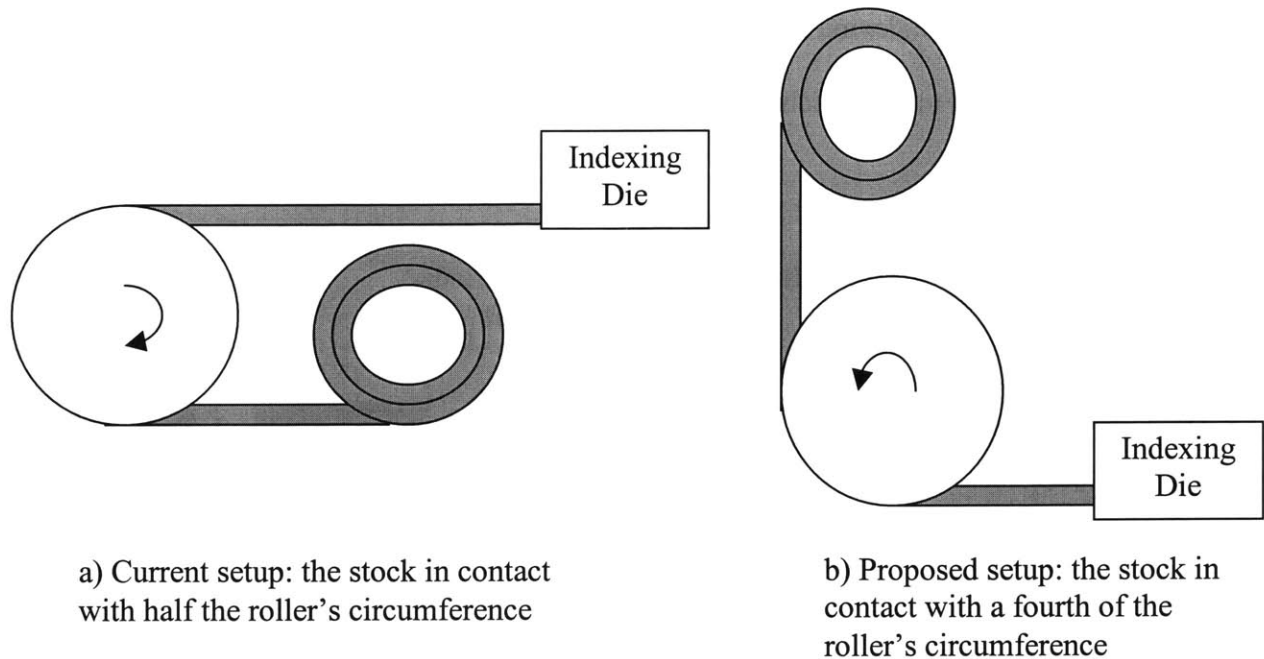 Indexing
Die
Indexing
Die
a) Current setup: the stock in contact
with half the roller’s circumference
b) Proposed setup: the stock in
contact with a fourth of the
roller’s circumference